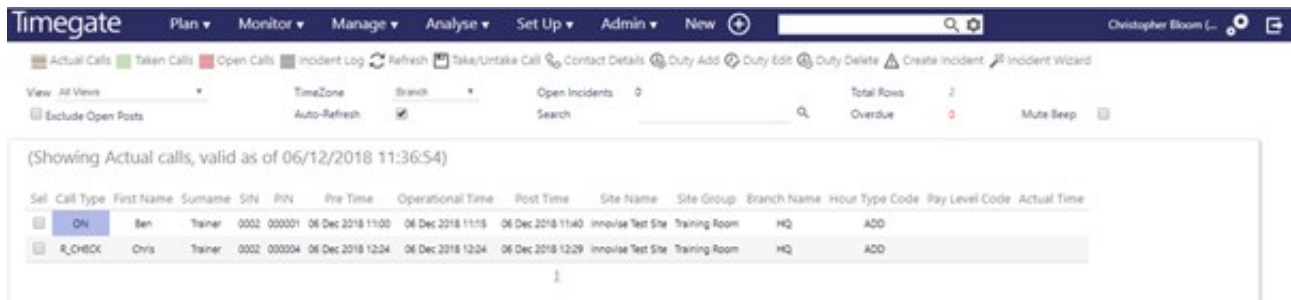 Timegate Plan Monitor Manage Analyse Set Up Admin New Christopher Bloom (...
Actual Calls Taken Calls Open Calls Incident Log Refresh Take/Untake Call Contact Details Duty Add Duty Edit Duty Delete Create Incident Incident Wizard
View All Views TimeZone Branch Open Incidents 0 Total Rows 2
Exclude Open Posts Auto-Refresh Search Overdue 0 Mute Beep
(Showing Actual calls, valid as of 06/12/2018 11:36:54)
Sel Call Type First Name Surname SIN PIN Pre Time Operational Time Post Time Site Name Site Group Branch Name Hour Type Code Pay Level Code Actual Time
ON Ben Trainer 0002 000001 06 Dec 2018 11:00 06 Dec 2018 11:15 06 Dec 2018 11:40 Innovise Test Site Training Room HQ ADD
R_CHECK Chris Trainer 0002 000004 06 Dec 2018 12:24 06 Dec 2018 12:24 06 Dec 2018 12:29 Innovise Test Site Training Room HQ ADD
1